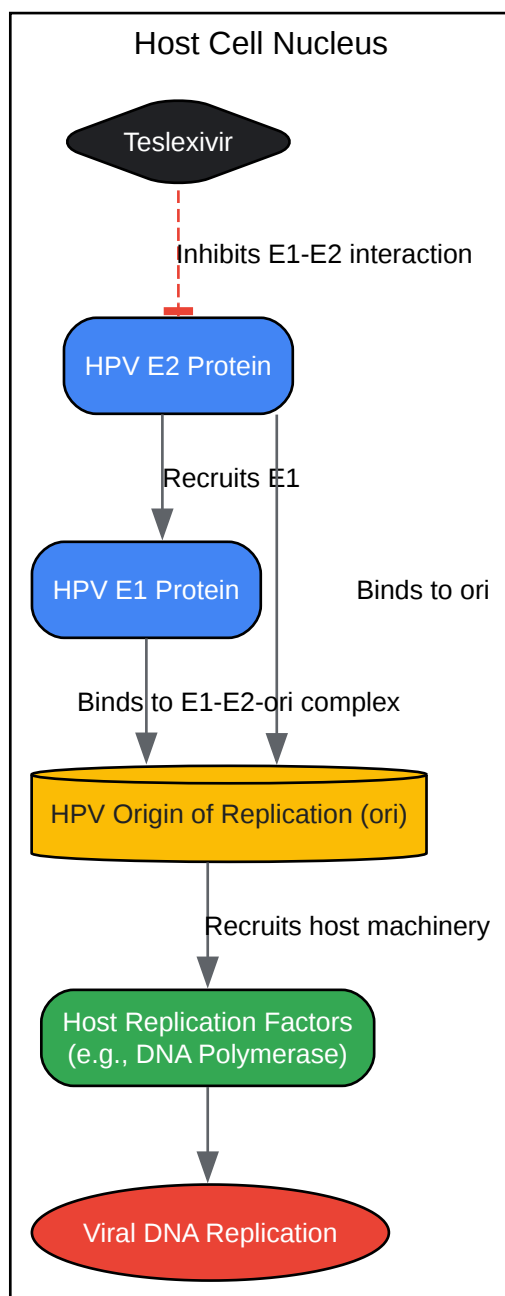 Host Cell Nucleus
Teslexivir
Inhibits E1-E2 interaction
HPV E2 Protein
Recruits E1
HPV E1 Protein
Binds to ori
Binds to E1-E2-ori complex
HPV Origin of Replication (ori)
Recruits host machinery
Host Replication Factors
(e.g., DNA Polymerase)
Viral DNA Replication